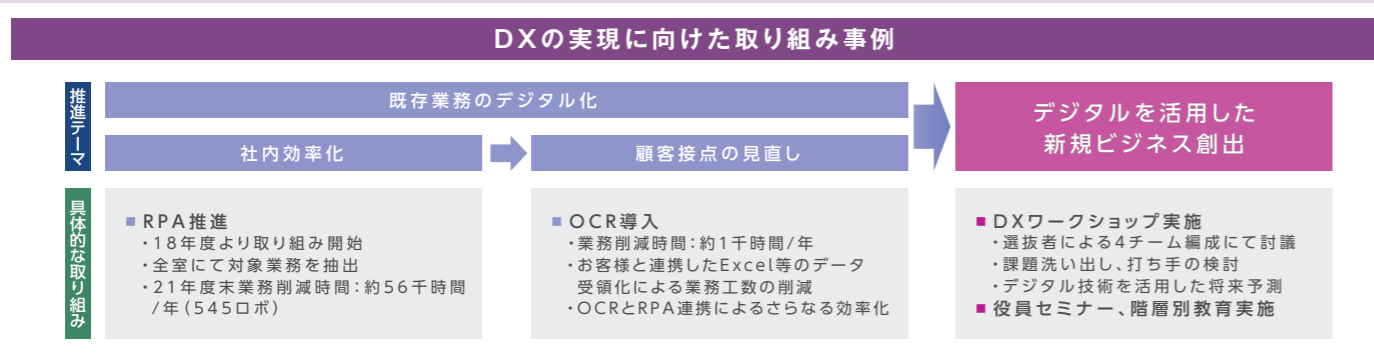 DXの実現に向けた取り組み事例
推進テーマ
既存業務のデジタル化
社内効率化
顧客接点の見直し
デジタルを活用した
新規ビジネス創出
具体的な取り組み
■RPA推進
・18年度より取り組み開始
・全室にて対象業務を抽出
・21年度末業務削減時間：約56千時間
/年（545ロボ）
■OCR導入
・業務削減時間：約1千時間/年
・お客様と連携したExcel等のデータ
受領化による業務工数の削減
・OCRとRPA連携によるさらなる効率化
■DXワークショップ実施
・選抜者による4チーム編成にて討議
・課題洗い出し、打ち手の検討
・デジタル技術を活用した将来予測
■役員セミナー、階層別教育実施